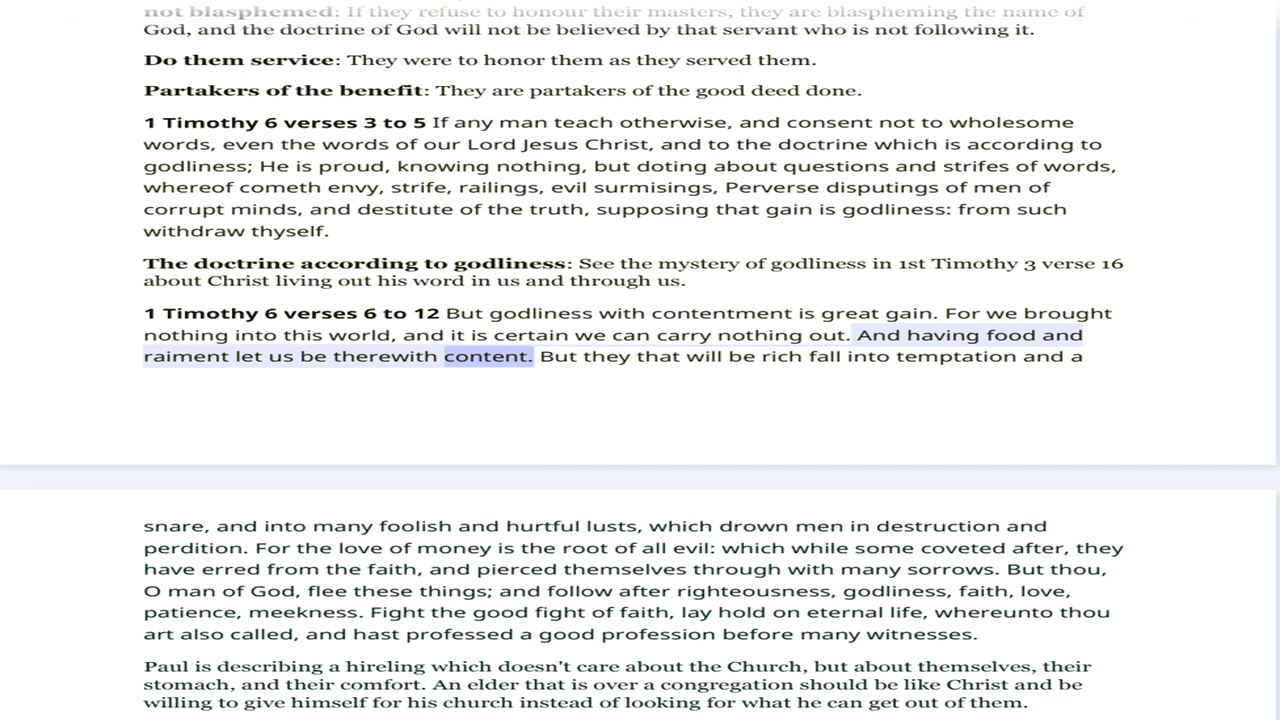 not blasphemed: If they refuse to honour their masters, they are blaspheming the name of
God, and the doctrine of God will not be believed by that servant who is not following it.
Do them service: They were to honor them as they served them.
Partakers of the benefit: They are partakers of the good deed done.
1 Timothy 6 verses 3 to 5 If any man teach otherwise, and consent not to wholesome
words, even the words of our Lord Jesus Christ, and to the doctrine which is according to
godliness; He is proud, knowing nothing, but doting about questions and strifes of words,
whereof cometh envy, strife, railings, evil surmisings, Perverse disputings of men of
corrupt minds, and destitute of the truth, supposing that gain is godliness: from such
withdraw thyself.
The doctrine according to godliness: See the mystery of godliness in 1st Timothy 3 verse 16
about Christ living out his word in us and through us.
1 Timothy 6 verses 6 to 12 But godliness with contentment is great gain. For we brought
nothing into this world, and it is certain we can carry nothing out. And having food and
raiment let us be therewith content. But they that will be rich fall into temptation and a
snare, and into many foolish and hurtful lusts, which drown men in destruction and
perdition. For the love of money is the root of all evil: which while some coveted after, they
have erred from the faith, and pierced themselves through with many sorrows. But thou,
O man of God, flee these things; and follow after righteousness, godliness, faith, love,
patience, meekness. Fight the good fight of faith, lay hold on eternal life, whereunto thou
art also called, and hast professed a good profession before many witnesses.
Paul is describing a hireling which doesn't care about the Church, but about themselves, their
stomach, and their comfort. An elder that is over a congregation should be like Christ and be
willing to give himself for his church instead of looking for what he can get out of them.